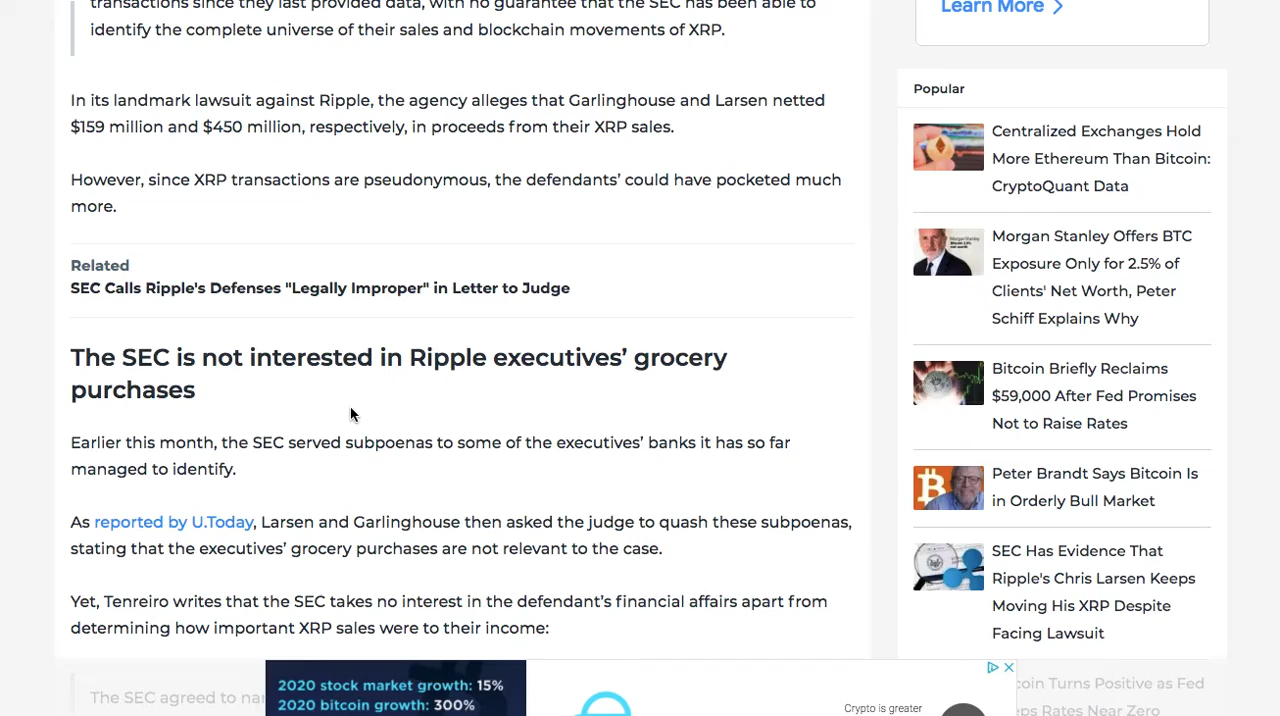 transactions since they last provided data, with no guarantee that the SEC has been able to
identify the complete universe of their sales and blockchain movements of XRP.
In its landmark lawsuit against Ripple, the agency alleges that Garlinghouse and Larsen netted
$159 million and $450 million, respectively, in proceeds from their XRP sales.
However, since XRP transactions are pseudonymous, the defendants’ could have pocketed much
more.
Related
SEC Calls Ripple's Defenses "Legally Improper" in Letter to Judge
The SEC is not interested in Ripple executives’ grocery
purchases
Earlier this month, the SEC served subpoenas to some of the executives’ banks it has so far
managed to identify.
As reported by U.Today, Larsen and Garlinghouse then asked the judge to quash these subpoenas,
stating that the executives’ grocery purchases are not relevant to the case.
Yet, Tenreiro writes that the SEC takes no interest in the defendant’s financial affairs apart from
determining how important XRP sales were to their income:
The SEC agreed to
2020 stock market growth: 15%
2020 bitcoin growth: 300%
Crypto is greater
Learn More
Popular
Centralized Exchanges Hold
More Ethereum Than Bitcoin:
CryptoQuant Data
Morgan Stanley Offers BTC
Exposure Only for 2.5% of
Clients' Net Worth, Peter
Schiff Explains Why
Bitcoin Briefly Reclaims
$59,000 After Fed Promises
Not to Raise Rates
Peter Brandt Says Bitcoin Is
in Orderly Bull Market
SEC Has Evidence That
Ripple's Chris Larsen Keeps
Moving His XRP Despite
Facing Lawsuit
coin Turns Positive as Fed
eps Rates Near Zero